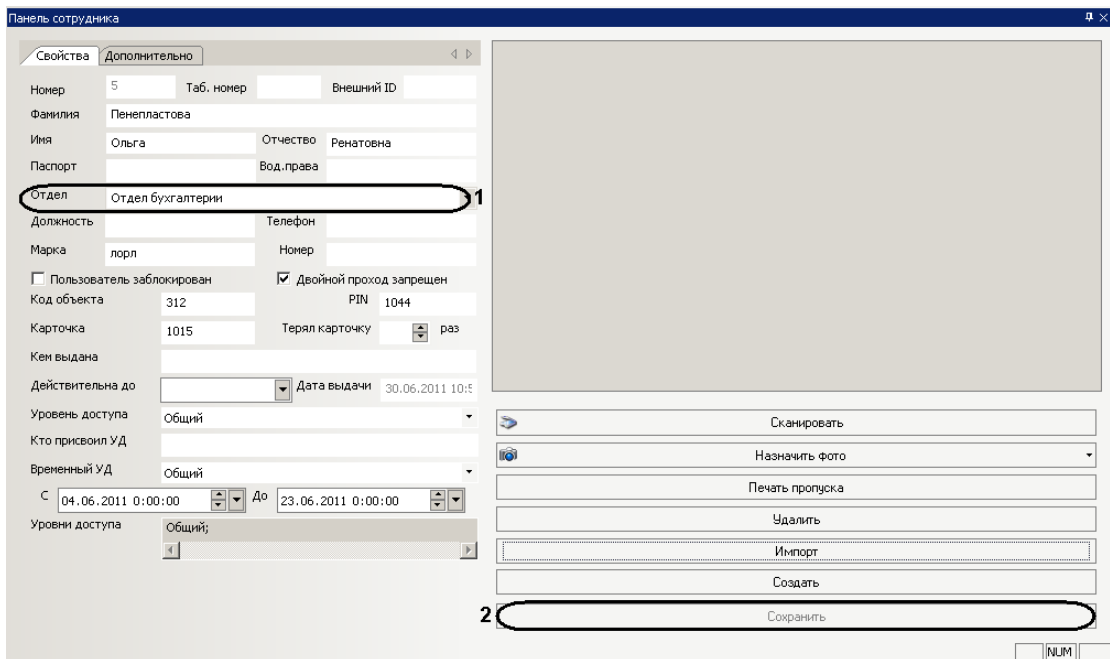 Панель сотрудника
Свойства Дополнительно
Номер 5 Таб. номер Внешний ID
Фамилия Пенепластова
Имя Ольга Отчество Ренатовна
Паспорт Вод.права
Отдел Отдел бухгалтерии 1
Должность Телефон
Марка лорл Номер
Пользователь заблокирован Двойной проход запрещен
Код объекта 312 PIN 1044
Карточка 1015 Терял карточку раз
Кем выдана
Действительна до Дата выдачи 30.06.2011 10:5
Уровень доступа Общий
Кто присвоил УД
Временный УД Общий
С 04.06.2011 0:00:00 До 23.06.2011 0:00:00
Уровни доступа Общий;
Сканировать
Назначить фото
Печать пропуска
Удалить
Импорт
Создать
2 Сохранить
NUM